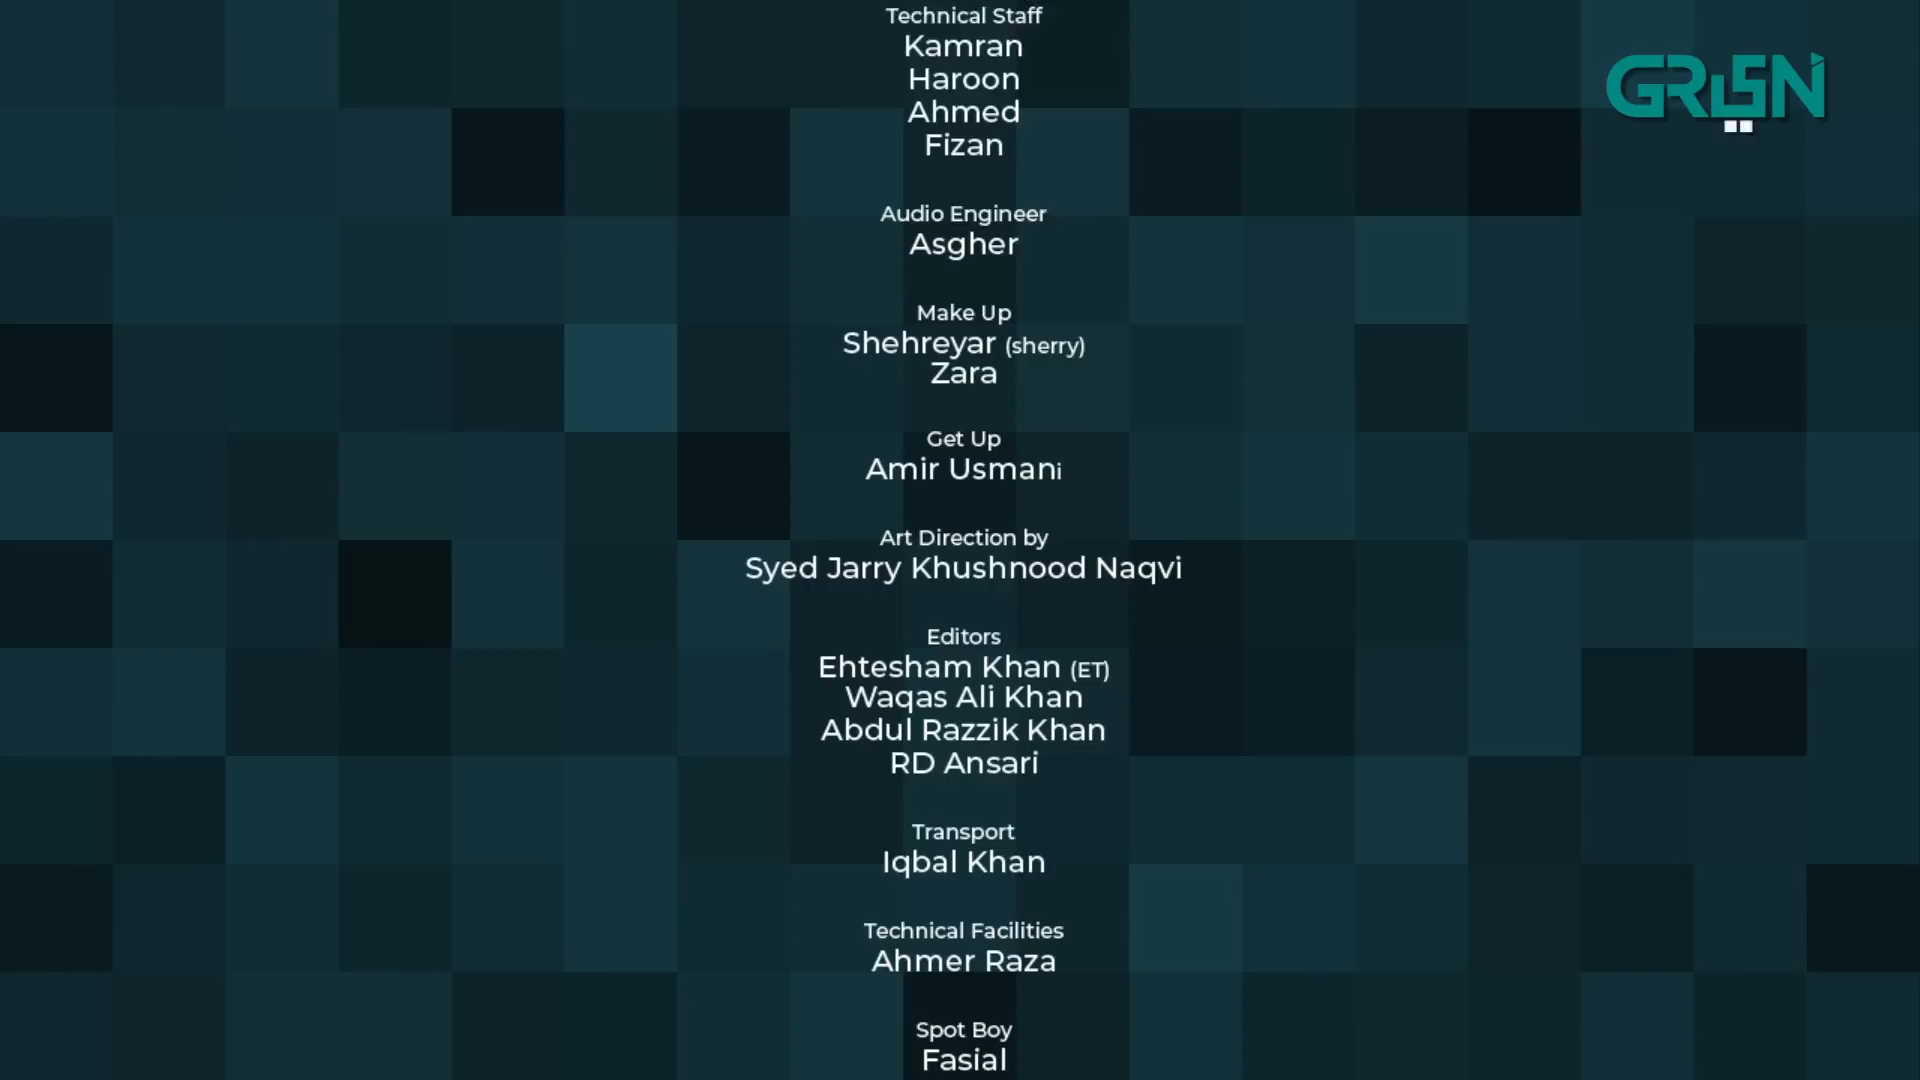 Technical Staff
Kamran
Haroon
Ahmed
Fizan
GREEN
Audio Engineer
Asgher
Make Up
Shehreyar (sherry)
Zara
Get Up
Amir Usmani
Art Direction by
Syed Jarry Khushnood Naqvi
Editors
Ehtesham Khan (ET)
Waqas Ali Khan
Abdul Razzik Khan
RD Ansari
Transport
Iqbal Khan
Technical Facilities
Ahmer Raza
Spot Boy
Fasial